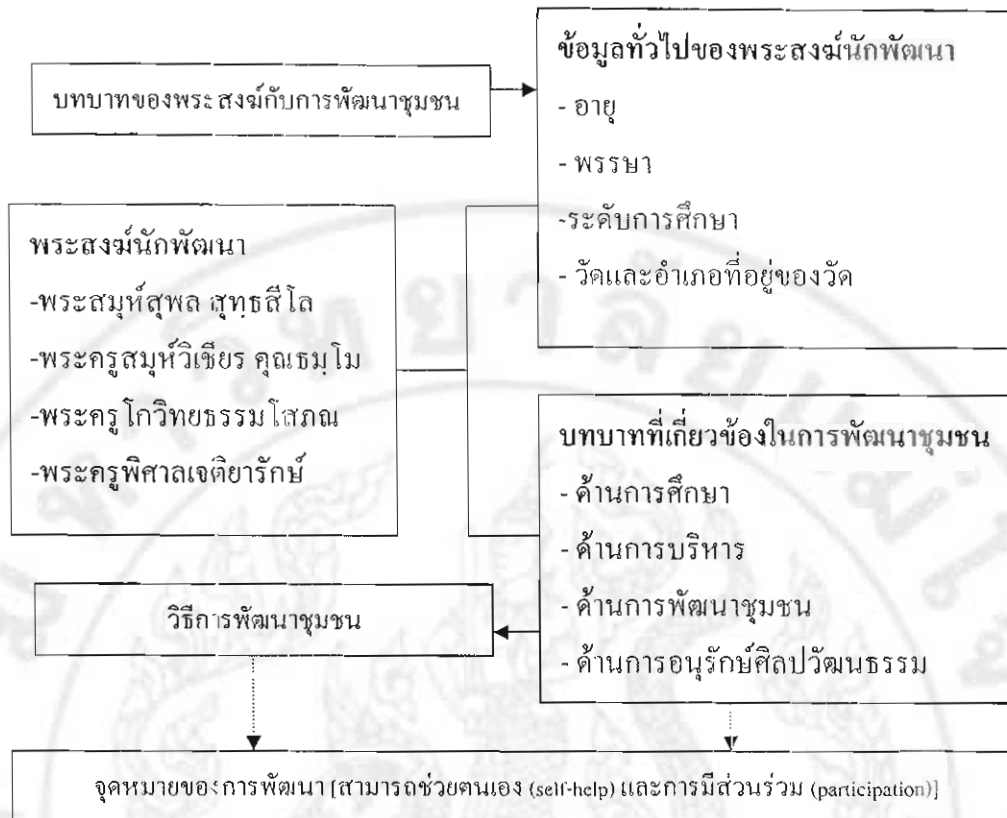 บทบาทของพระสงฆ์กับการพัฒนาชุมชน
ข้อมูลทั่วไปของพระสงฆ์นักพัฒนา
- อายุ
- พรรษา
-ระดับการศึกษา
- วัดและอำเภอที่อยู่ของวัด
พระสงฆ์นักพัฒนา
-พระสมุห์สุพล สุทฺธสีโล
-พระครูสมุห์วิเชียร คุณธมฺโม
-พระครูโกวิทยธรรมโสภณ
-พระครูพิศาลเจติยารักษ์
บทบาทที่เกี่ยวข้องในการพัฒนาชุมชน
- ด้านการศึกษา
- ด้านการบริหาร
- ด้านการพัฒนาชุมชน
- ด้านการอนุรักษ์ศิลปวัฒนธรรม
วิธีการพัฒนาชุมชน
จุดหมายของการพัฒนา [สามารถช่วยตนเอง (self-help) และการมีส่วนร่วม (participation)]